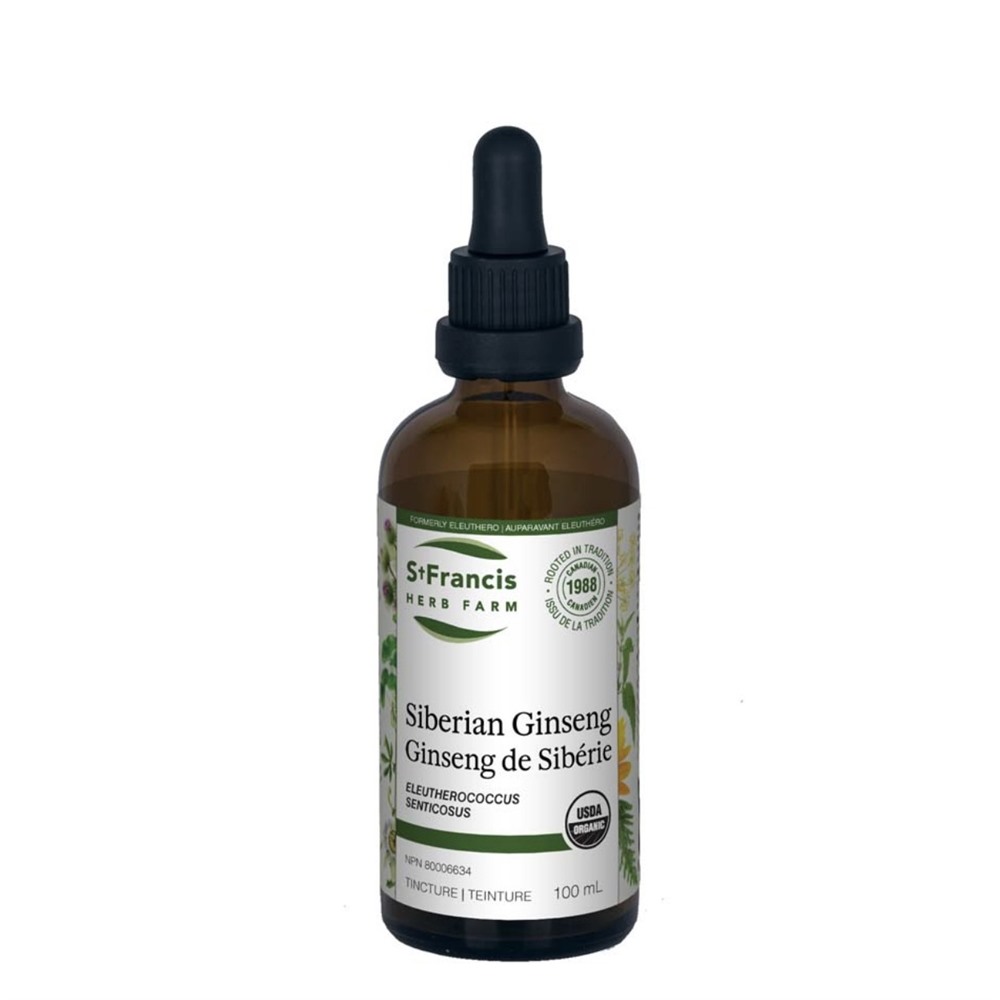 FORMERLY ELEUTHERO | AUPARAVANT ELEUTHÉRO
St Francis
HERB FARM
ROOTED IN TRADITION
CANADIAN
1988
CANADIEN
ISSU DE LA TRADITION
Siberian Ginseng
Ginseng de Sibérie
ELEUTHEROCOCCUS
SENTICOSUS
USDA
ORGANIC
NPN 80006634
TINCTURE | TEINTURE 100 mL